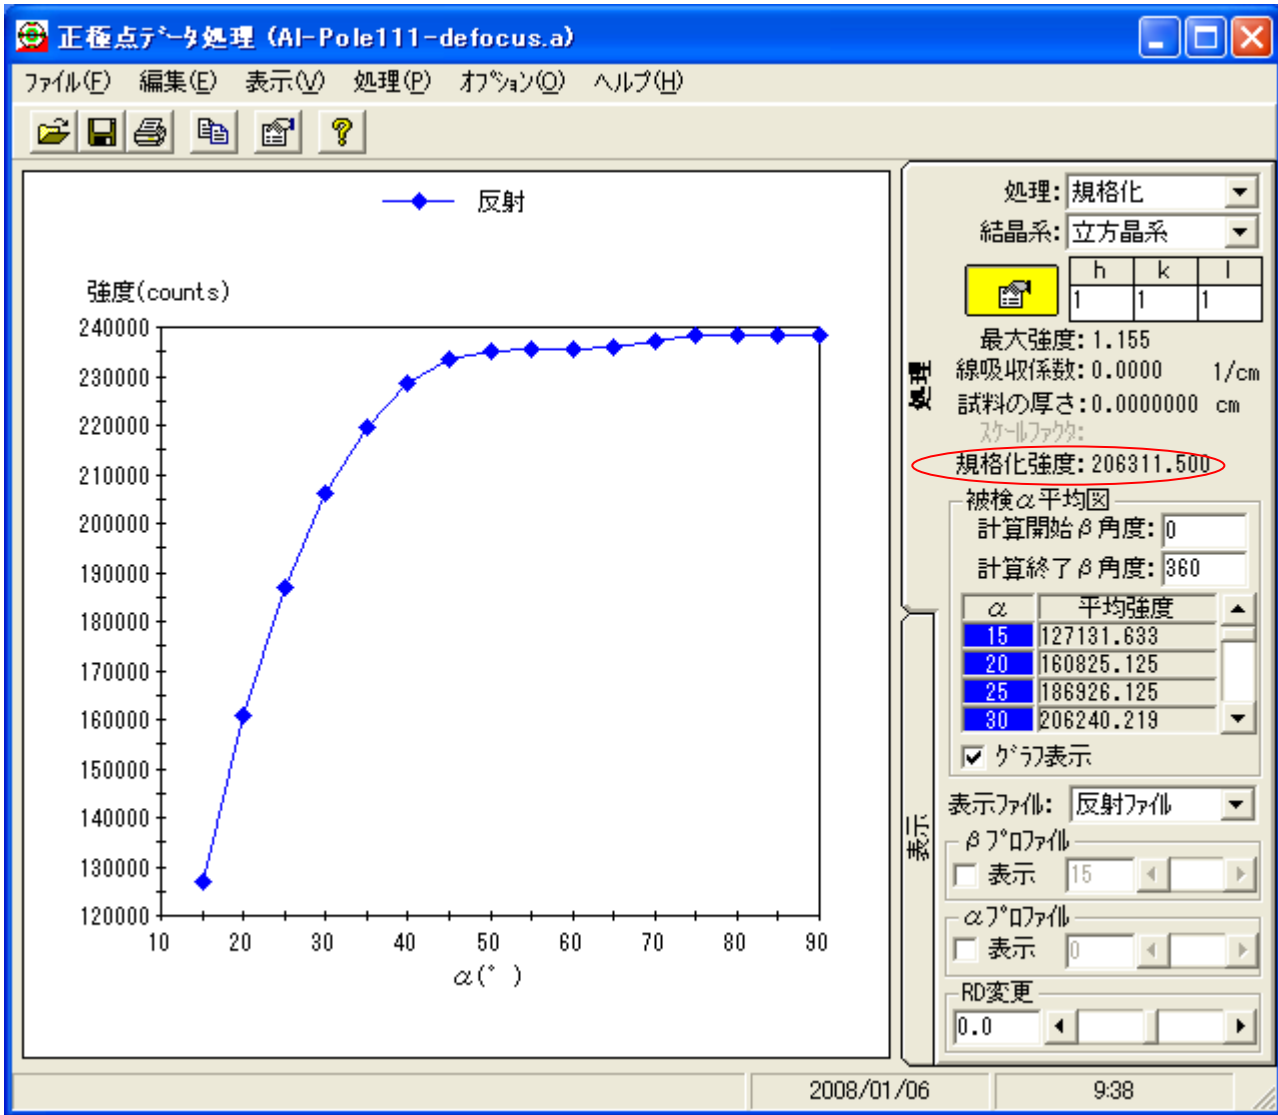 正極点ﾃﾞｰﾀ処理 (Al-Pole111-defocus.a)
ﾌｧｲﾙ(F) 編集(E) 表示(V) 処理(P) ｵﾌﾟｼｮﾝ(O) ヘルプ(H)
反射
強度(counts)
240000
230000
220000
210000
200000
190000
180000
170000
160000
150000
140000
130000
120000
10 20 30 40 50 60 70 80 90
α(°)
処理
表示
処理: 規格化
結晶系: 立方晶系
h k l
1 1 1
最大強度: 1.155
線吸収係数: 0.0000 1/cm
試料の厚さ: 0.0000000 cm
ｽｹｰﾙﾌｧｸﾀ:
規格化強度: 206311.500
被検α平均図
計算開始β角度: 0
計算終了β角度: 360
α 平均強度
15 127131.633
20 160825.125
25 186926.125
30 206240.219
ｸﾞﾗﾌ表示
表示ﾌｧｲﾙ: 反射ﾌｧｲﾙ
βﾌﾟﾛﾌｧｲﾙ
表示 15
αﾌﾟﾛﾌｧｲﾙ
表示 0
RD変更
0.0
2008/01/06 9:38